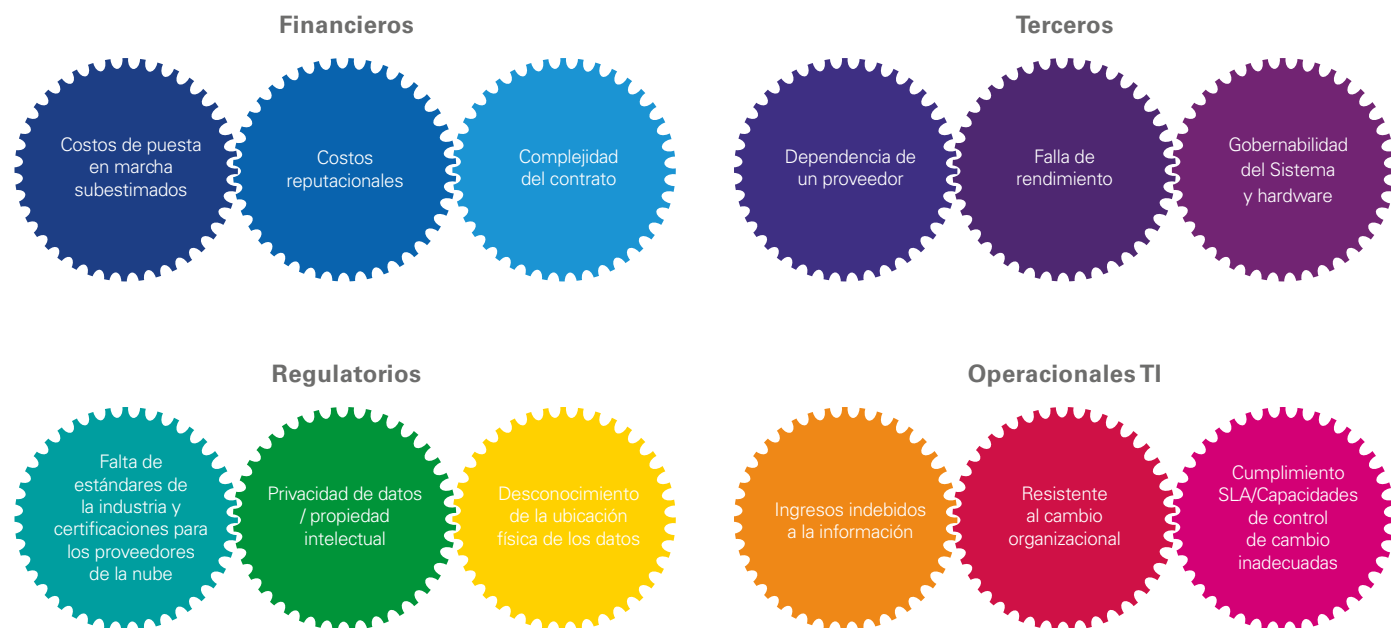 Financieros
Costos de puesta
en marcha
subestimados
Costos
reputacionales
Complejidad
del contrato
Terceros
Dependencia de
un proveedor
Falla de
rendimiento
Gobernabilidad
del Sistema
y hardware
Regulatorios
Falta de
estándares de
la industria y
certificaciones para
los proveedores
de la nube
Privacidad de datos
/ propiedad
intelectual
Desconocimiento
de la ubicación
física de los datos
Operacionales TI
Ingresos indebidos
a la información
Resistente
al cambio
organizacional
Cumplimiento
SLA/Capacidades
de control
de cambio
inadecuadas